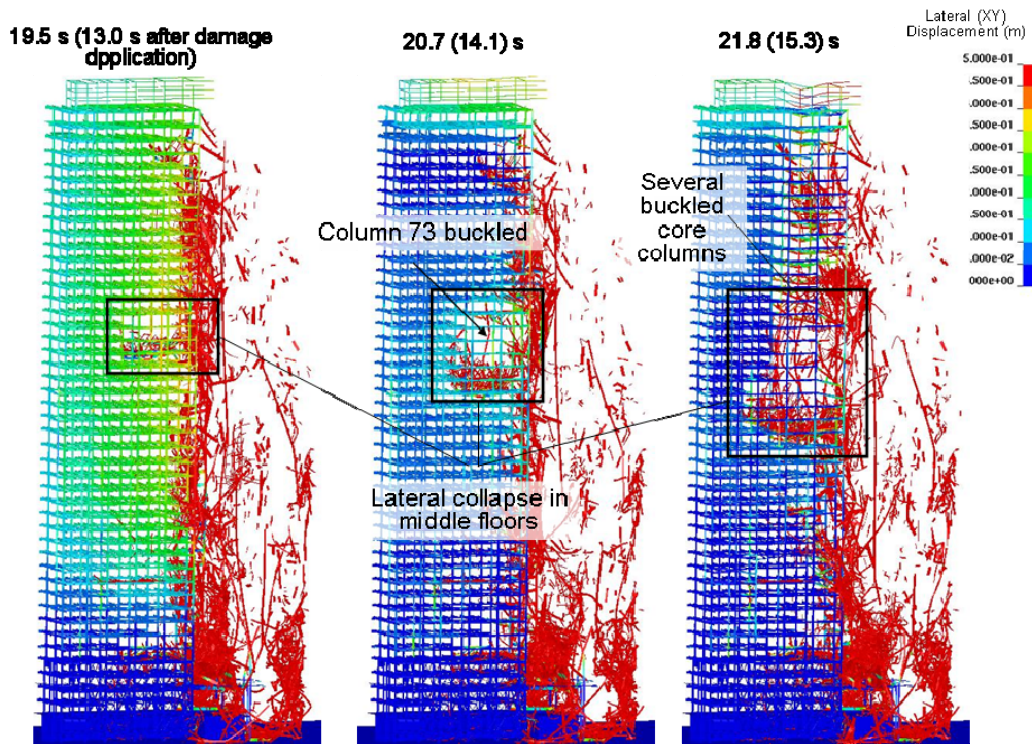 19.5 s (13.0 s after damage
dpplication)
20.7 (14.1) s
21.8 (15.3) s
Lateral (XY)
Displacement (m)
5.000e-01
.500e-01
.000e-01
.500e-01
.000e-01
.500e-01
.000e-01
.500e-01
.000e-01
.000e-02
000e+00
Column 73 buckled
Several
buckled
core
columns
Lateral collapse in
middle floors